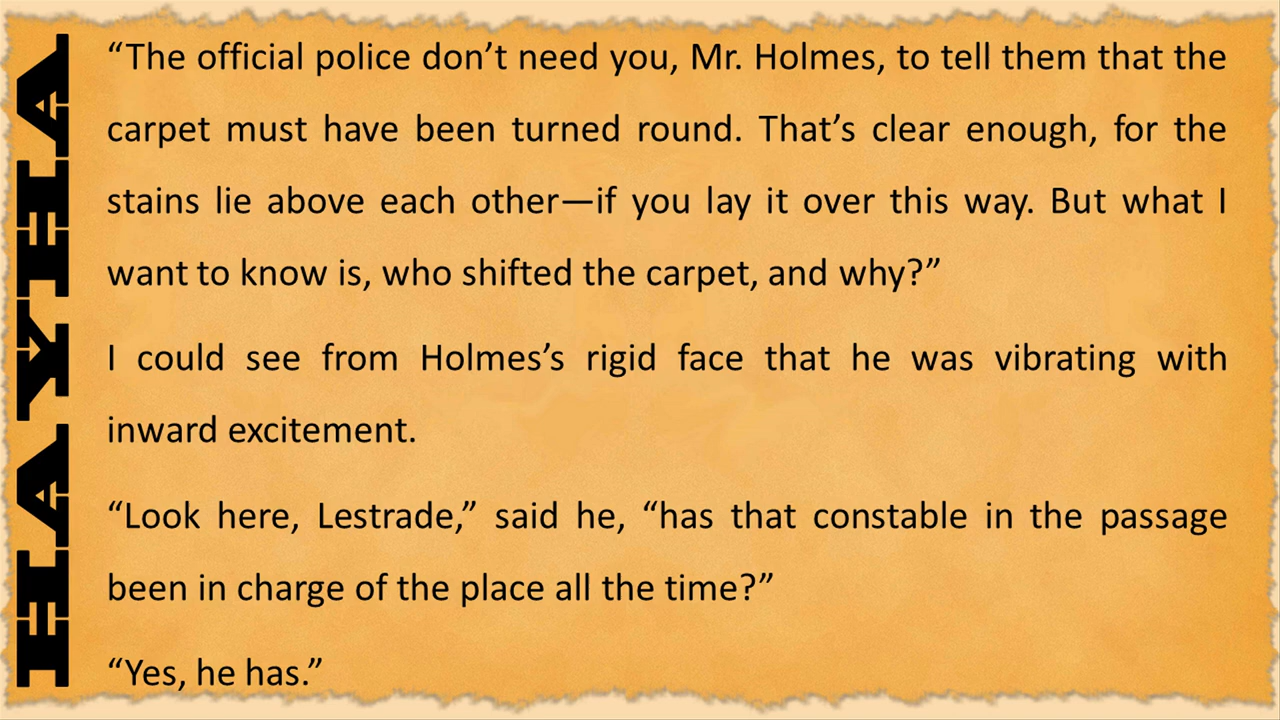 HAYHA
“The official police don’t need you, Mr. Holmes, to tell them that the
carpet must have been turned round. That’s clear enough, for the
stains lie above each other—if you lay it over this way. But what I
want to know is, who shifted the carpet, and why?”
I could see from Holmes’s rigid face that he was vibrating with
inward excitement.
“Look here, Lestrade,” said he, “has that constable in the passage
been in charge of the place all the time?”
“Yes, he has.”